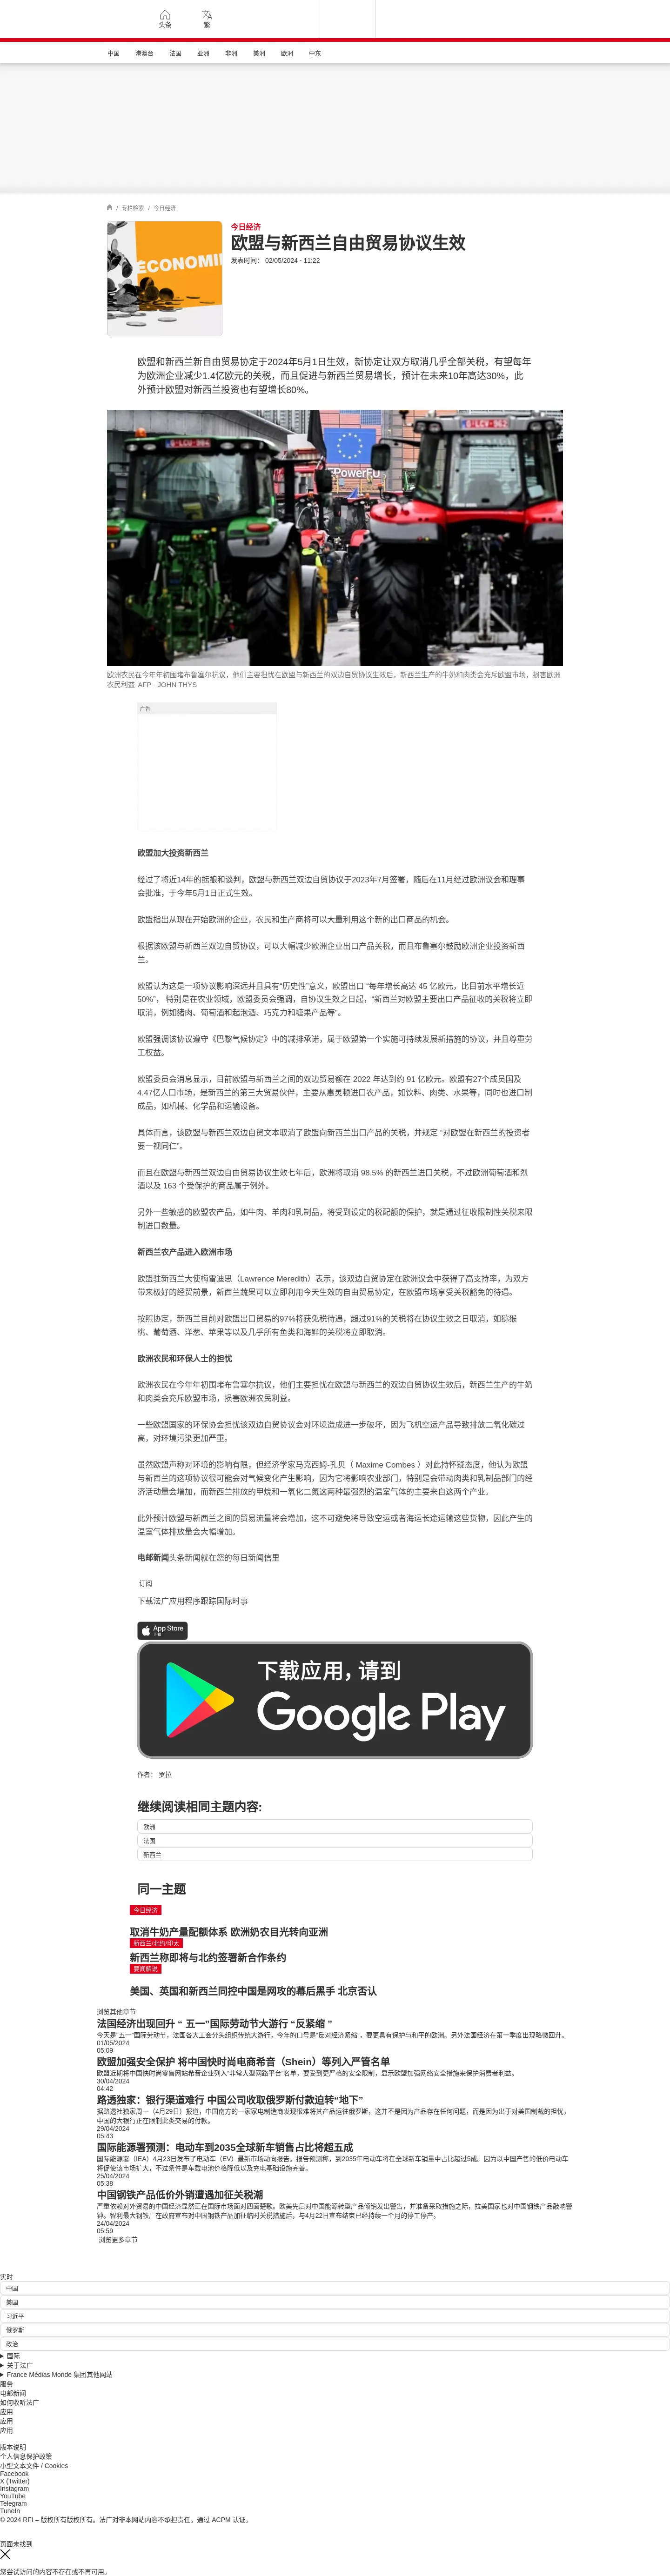 头条
繁
中国 港澳台 法国 亚洲 非洲 美洲 欧洲 中东
/ 专栏检索 / 今日经济
ECONOMIE
今日经济
欧盟与新西兰自由贸易协议生效
发表时间： 02/05/2024 - 11:22
欧盟和新西兰新自由贸易协定于2024年5月1日生效，新协定让双方取消几乎全部关税，有望每年
为欧洲企业减少1.4亿欧元的关税，而且促进与新西兰贸易增长，预计在未来10年高达30%，此
外预计欧盟对新西兰投资也有望增长80%。
PowerFU
欧洲农民在今年年初围堵布鲁塞尔抗议，他们主要担忧在欧盟与新西兰的双边自贸协议生效后，新西兰生产的牛奶和肉类会充斥欧盟市场，损害欧洲
农民利益 AFP - JOHN THYS
广告
欧盟加大投资新西兰
经过了将近14年的酝酿和谈判，欧盟与新西兰双边自贸协议于2023年7月签署，随后在11月经过欧洲议会和理事
会批准，于今年5月1日正式生效。
欧盟指出从现在开始欧洲的企业，农民和生产商将可以大量利用这个新的出口商品的机会。
根据该欧盟与新西兰双边自贸协议，可以大幅减少欧洲企业出口产品关税，而且布鲁塞尔鼓励欧洲企业投资新西
兰。
欧盟认为这是一项协议影响深远并且具有“历史性”意义，欧盟出口 “每年增长高达 45 亿欧元，比目前水平增长近
50%”， 特别是在农业领域，欧盟委员会强调，自协议生效之日起，“新西兰对欧盟主要出口产品征收的关税将立即
取消，例如猪肉、葡萄酒和起泡酒、巧克力和糖果产品等”。
欧盟强调该协议遵守《巴黎气候协定》中的减排承诺，属于欧盟第一个实施可持续发展新措施的协议，并且尊重劳
工权益。
欧盟委员会消息显示，目前欧盟与新西兰之间的双边贸易额在 2022 年达到约 91 亿欧元。欧盟有27个成员国及
4.47亿人口市场，是新西兰的第三大贸易伙伴，主要从惠灵顿进口农产品，如饮料、肉类、水果等，同时也进口制
成品，如机械、化学品和运输设备。
具体而言，该欧盟与新西兰双边自贸文本取消了欧盟向新西兰出口产品的关税，并规定 “对欧盟在新西兰的投资者
要一视同仁”。
而且在欧盟与新西兰双边自由贸易协议生效七年后，欧洲将取消 98.5% 的新西兰进口关税，不过欧洲葡萄酒和烈
酒以及 163 个受保护的商品属于例外。
另外一些敏感的欧盟农产品，如牛肉、羊肉和乳制品，将受到设定的税配额的保护，就是通过征收限制性关税来限
制进口数量。
新西兰农产品进入欧洲市场
欧盟驻新西兰大使梅雷迪思（Lawrence Meredith）表示，该双边自贸协定在欧洲议会中获得了高支持率，为双方
带来极好的经贸前景，新西兰蔬果可以立即利用今天生效的自由贸易协定，在欧盟市场享受关税豁免的待遇。
按照协定，新西兰目前对欧盟出口贸易的97%将获免税待遇，超过91%的关税将在协议生效之日取消，如猕猴
桃、葡萄酒、洋葱、苹果等以及几乎所有鱼类和海鲜的关税将立即取消。
欧洲农民和环保人士的担忧
欧洲农民在今年年初围堵布鲁塞尔抗议，他们主要担忧在欧盟与新西兰的双边自贸协议生效后，新西兰生产的牛奶
和肉类会充斥欧盟市场，损害欧洲农民利益。
一些欧盟国家的环保协会担忧该双边自贸协议会对环境造成进一步破坏，因为飞机空运产品导致排放二氧化碳过
高，对环境污染更加严重。
虽然欧盟声称对环境的影响有限，但经济学家马克西姆-孔贝（ Maxime Combes ）对此持怀疑态度，他认为欧盟
与新西兰的这项协议很可能会对气候变化产生影响，因为它将影响农业部门，特别是会带动肉类和乳制品部门的经
济活动量会增加，而新西兰排放的甲烷和一氧化二氮这两种最强烈的温室气体的主要来自这两个产业。
此外预计欧盟与新西兰之间的贸易流量将会增加，这不可避免将导致空运或者海运长途运输这些货物，因此产生的
温室气体排放量会大幅增加。
电邮新闻头条新闻就在您的每日新闻信里
订阅
下载法广应用程序跟踪国际时事
App Store
下载
下载应用，请到
Google Play
作者： 罗拉
继续阅读相同主题内容:
欧洲
法国
新西兰
同一主题
今日经济
取消牛奶产量配额体系 欧洲奶农目光转向亚洲
新西兰/北约/印太
新西兰称即将与北约签署新合作条约
要闻解说
美国、英国和新西兰同控中国是网攻的幕后黑手 北京否认
浏览其他章节
法国经济出现回升 “ 五一”国际劳动节大游行 “反紧缩 ”
今天是“五一”国际劳动节，法国各大工会分头组织传统大游行，今年的口号是“反对经济紧缩”，要更具有保护与和平的欧洲。另外法国经济在第一季度出现略微回升。
01/05/2024
05:09
欧盟加强安全保护 将中国快时尚电商希音（Shein）等列入严管名单
欧盟近期将中国快时尚零售网站希音企业列入“非常大型网路平台”名单，要受到更严格的安全限制，显示欧盟加强网络安全措施来保护消费者利益。
30/04/2024
04:42
路透独家：银行渠道难行 中国公司收取俄罗斯付款迫转“地下”
据路透社独家周一（4月29日）报道，中国南方的一家家电制造商发现很难将其产品运往俄罗斯，这并不是因为产品存在任何问题，而是因为出于对美国制裁的担忧，
中国的大银行正在限制此类交易的付款。
29/04/2024
05:43
国际能源署预测：电动车到2035全球新车销售占比将超五成
国际能源署（IEA）4月23日发布了电动车（EV）最新市场动向报告。报告预测称，到2035年电动车将在全球新车销量中占比超过5成。因为以中国产售的低价电动车
将促使该市场扩大，不过条件是车载电池价格降低以及充电基础设施完善。
25/04/2024
05:38
中国钢铁产品低价外销遭遇加征关税潮
严重依赖对外贸易的中国经济显然正在国际市场面对四面楚歌。欧美先后对中国能源转型产品倾销发出警告，并准备采取措施之际，拉美国家也对中国钢铁产品敲响警
钟。智利最大钢铁厂在政府宣布对中国钢铁产品加征临时关税措施后，与4月22日宣布结束已经持续一个月的停工停产。
24/04/2024
05:59
浏览更多章节
实时
中国
美国
习近平
俄罗斯
政治
国际
关于法广
France Médias Monde 集团其他网站
服务
电邮新闻
如何收听法广
应用
应用
应用
版本说明
个人信息保护政策
小型文本文件 / Cookies
Facebook
X (Twitter)
Instagram
YouTube
Telegram
TuneIn
© 2024 RFI – 版权所有版权所有。法广对非本网站内容不承担责任。通过 ACPM 认证。
页面未找到
您尝试访问的内容不存在或不再可用。